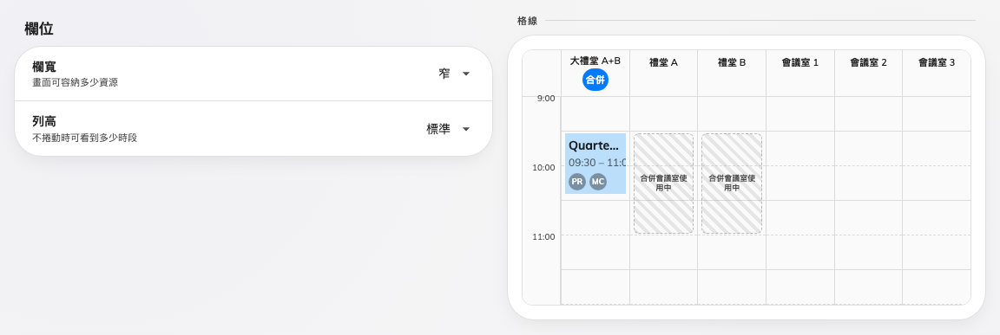 欄位
欄寬
畫面可容納多少資源
窄
列高
不捲動時可看到多少時段
標準
格線
大禮堂 A+B
合併
禮堂 A
禮堂 B
會議室 1
會議室 2
會議室 3
9:00
10:00
11:00
Quarte...
09:30 – 11:0
PR
MC
合併會議室使
用中
合併會議室使
用中